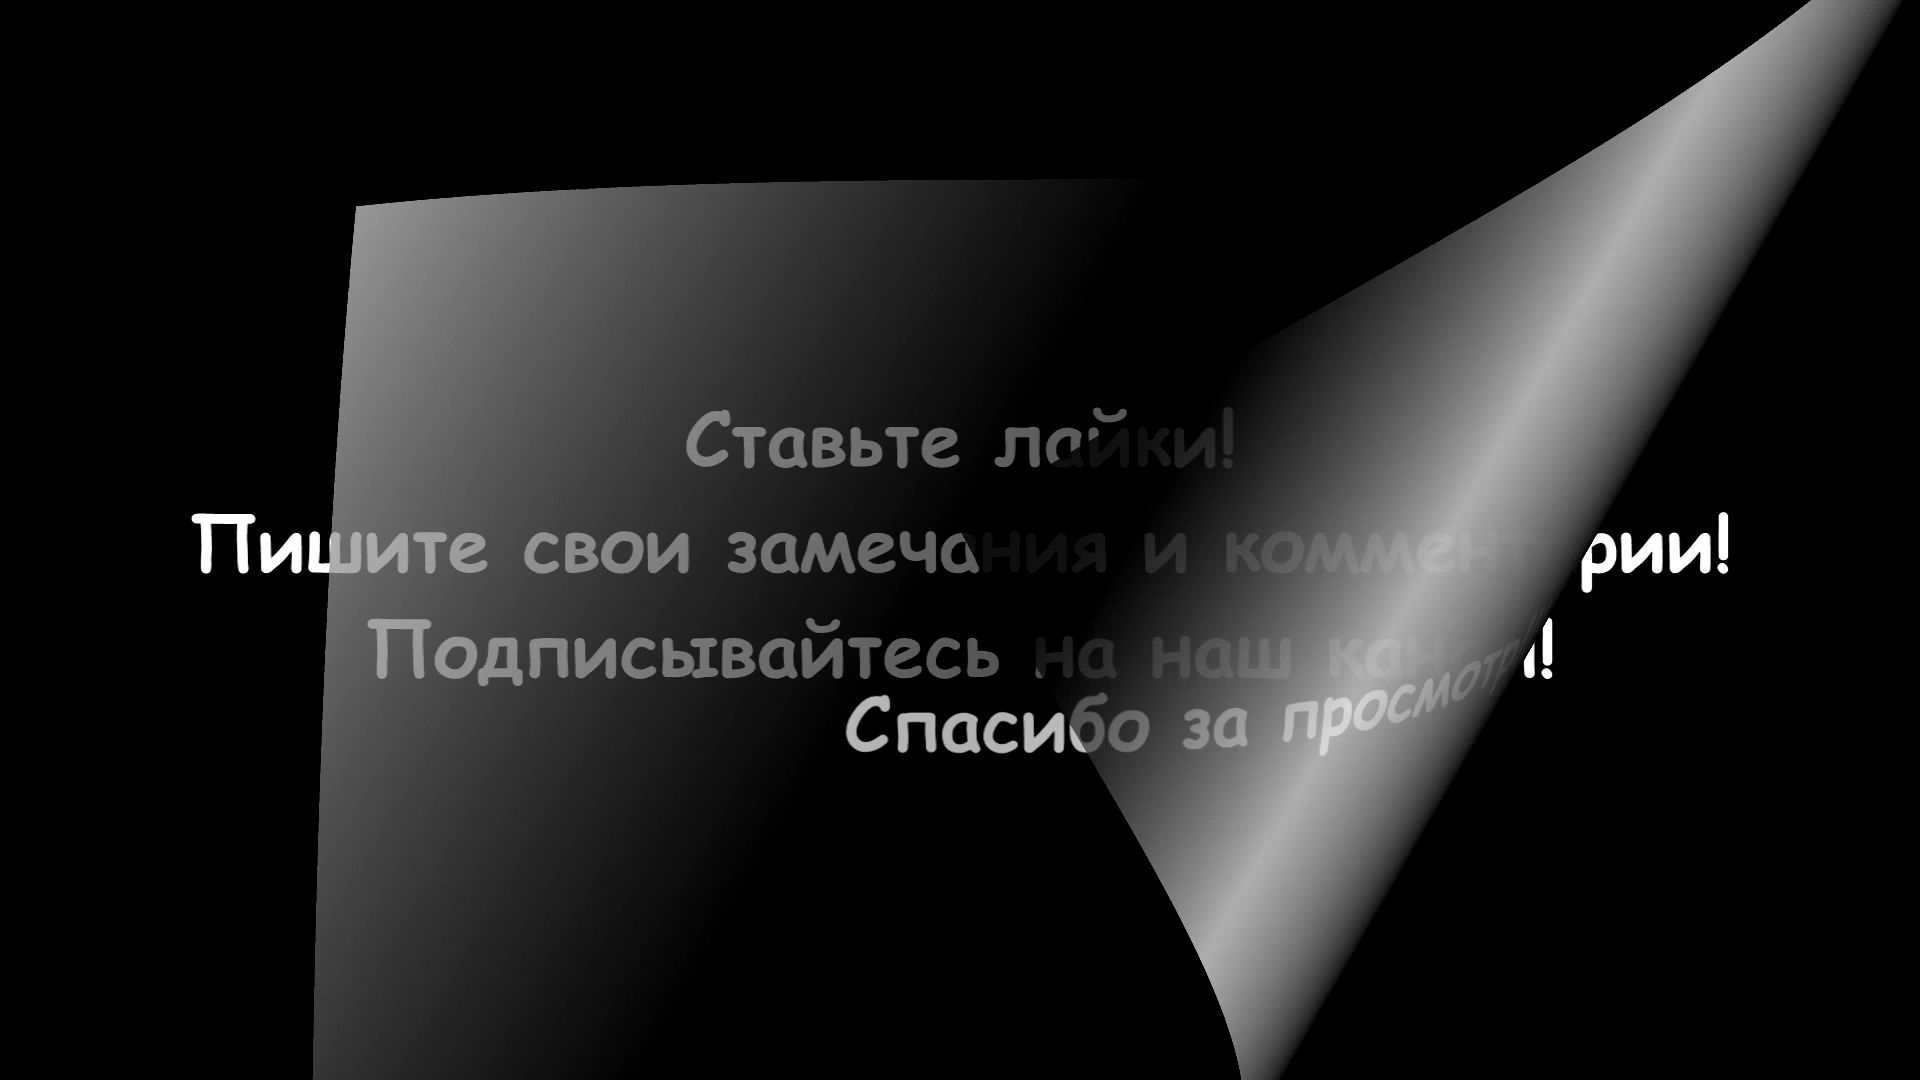 Ставьте лайки!
Пишите свои замечания и комментарии!
Подписывайтесь на наш канал!
Спасибо за просмотр!